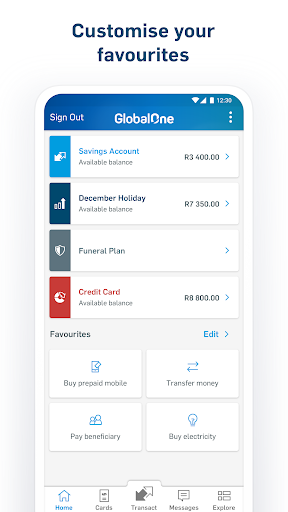 Customise your
favourites
12:30
Sign Out
GlobalOne
Savings Account
Available balance
R3 400.00
December Holiday
Available balance
R7 350.00
Funeral Plan
Credit Card
Available balance
R8 800.00
Favourites
Edit
Buy prepaid mobile
Transfer money
Pay beneficiary
Buy electricity
Home
Cards
Transact
Messages
Explore